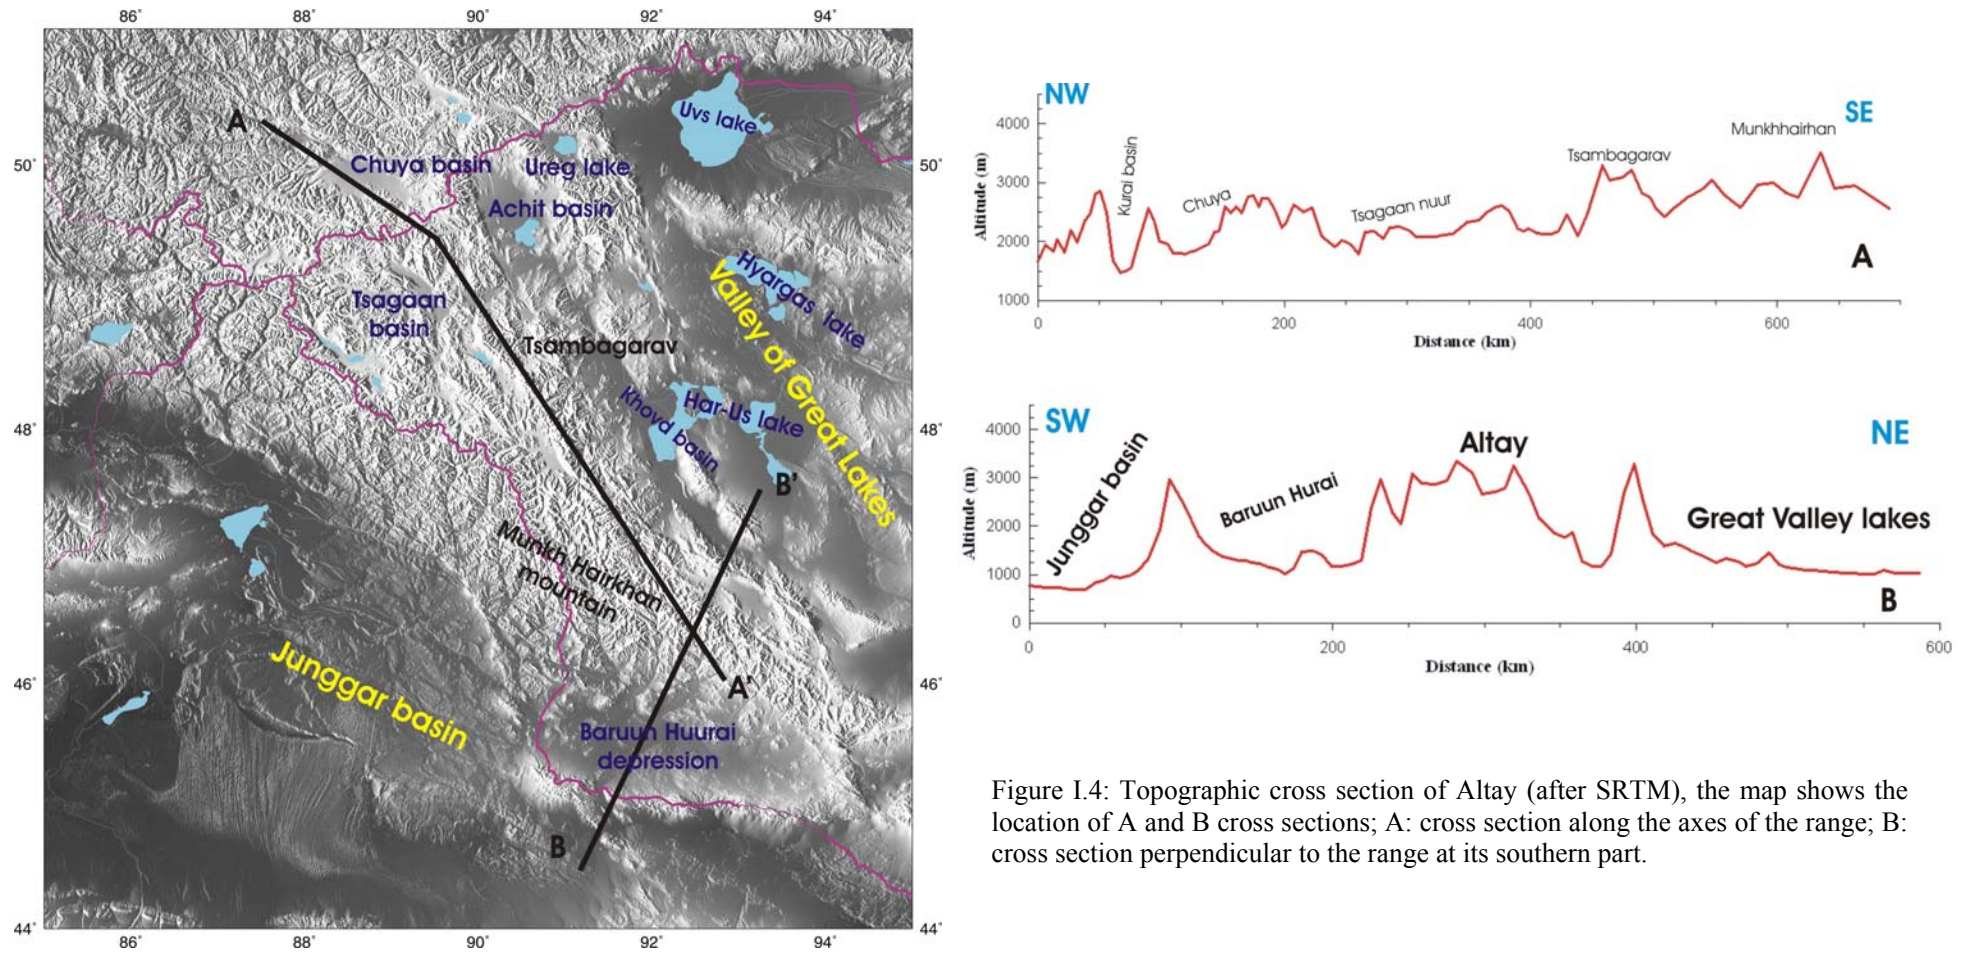 86° 88° 90° 92° 94°
A
Uvs lake
50° 50°
Chuya basin
Ureg lake
Achit basin
Hyargas lake
Valley of Great Lakes
Tsagaan
basin
Tsambagarav
Khovd basin
Har-Us lake
48° 48°
B'
Munkh Hairkhan
mountain
Junggar basin
46° 46°
A'
Baruun Huurai
depression
B
44° 44°
86° 88° 90° 92° 94°
NW
SE
Altitude (m)
4000
3000
2000
1000
Kurai basin
Chuya
Tsagaan nuur
Tsambagarav
Munkhhairhan
A
0 200 400 600
Distance (km)
SW
NE
Altitude (m)
4000
3000
2000
1000
0
Junggar basin
Baruun Hurai
Altay
Great Valley lakes
B
0 200 400 600
Distance (km)
Figure I.4: Topographic cross section of Altay (after SRTM), the map shows the
location of A and B cross sections; A: cross section along the axes of the range; B:
cross section perpendicular to the range at its southern part.